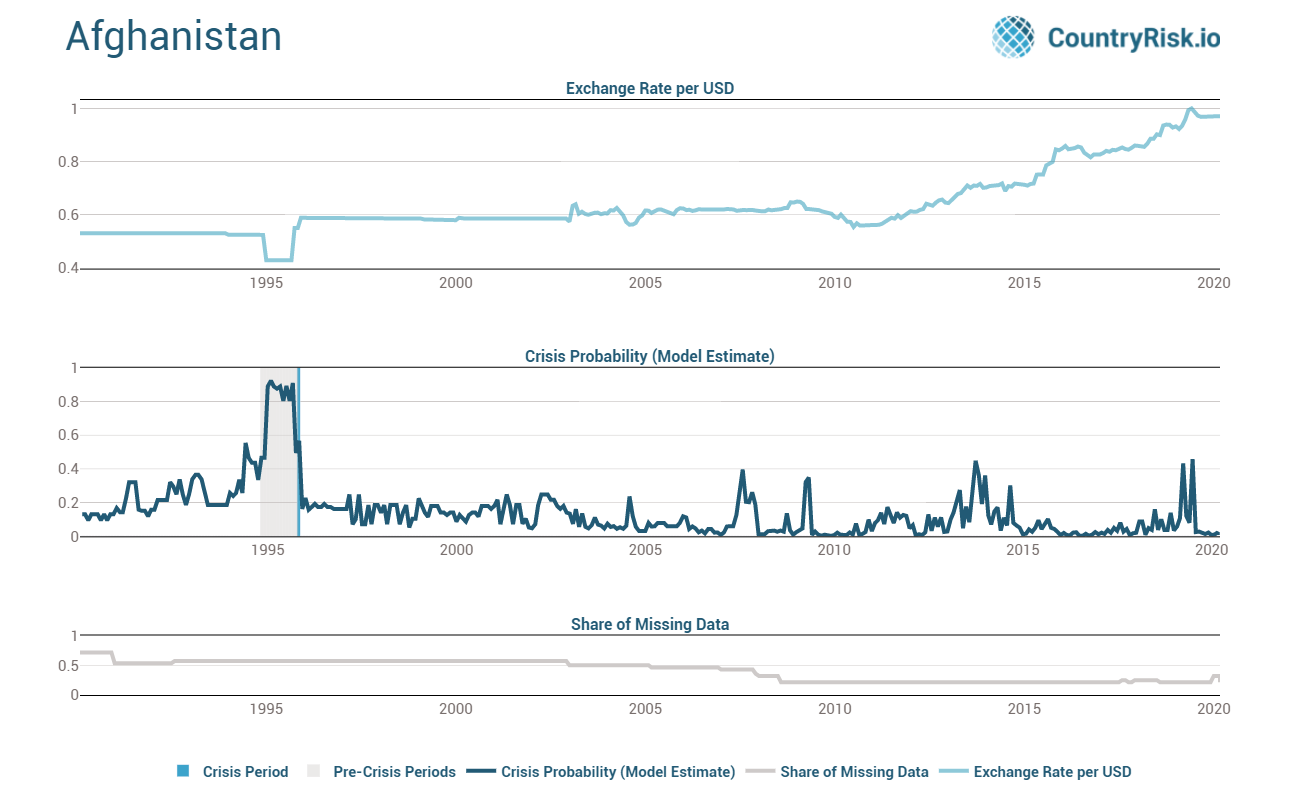 Afghanistan
CountryRisk.io
Exchange Rate per USD
1
0.8
0.6
0.4
1995 2000 2005 2010 2015 2020
Crisis Probability (Model Estimate)
1
0.8
0.6
0.4
0.2
0
1995 2000 2005 2010 2015 2020
Share of Missing Data
1
0.5
0
1995 2000 2005 2010 2015 2020
Crisis Period Pre-Crisis Periods Crisis Probability (Model Estimate) Share of Missing Data Exchange Rate per USD